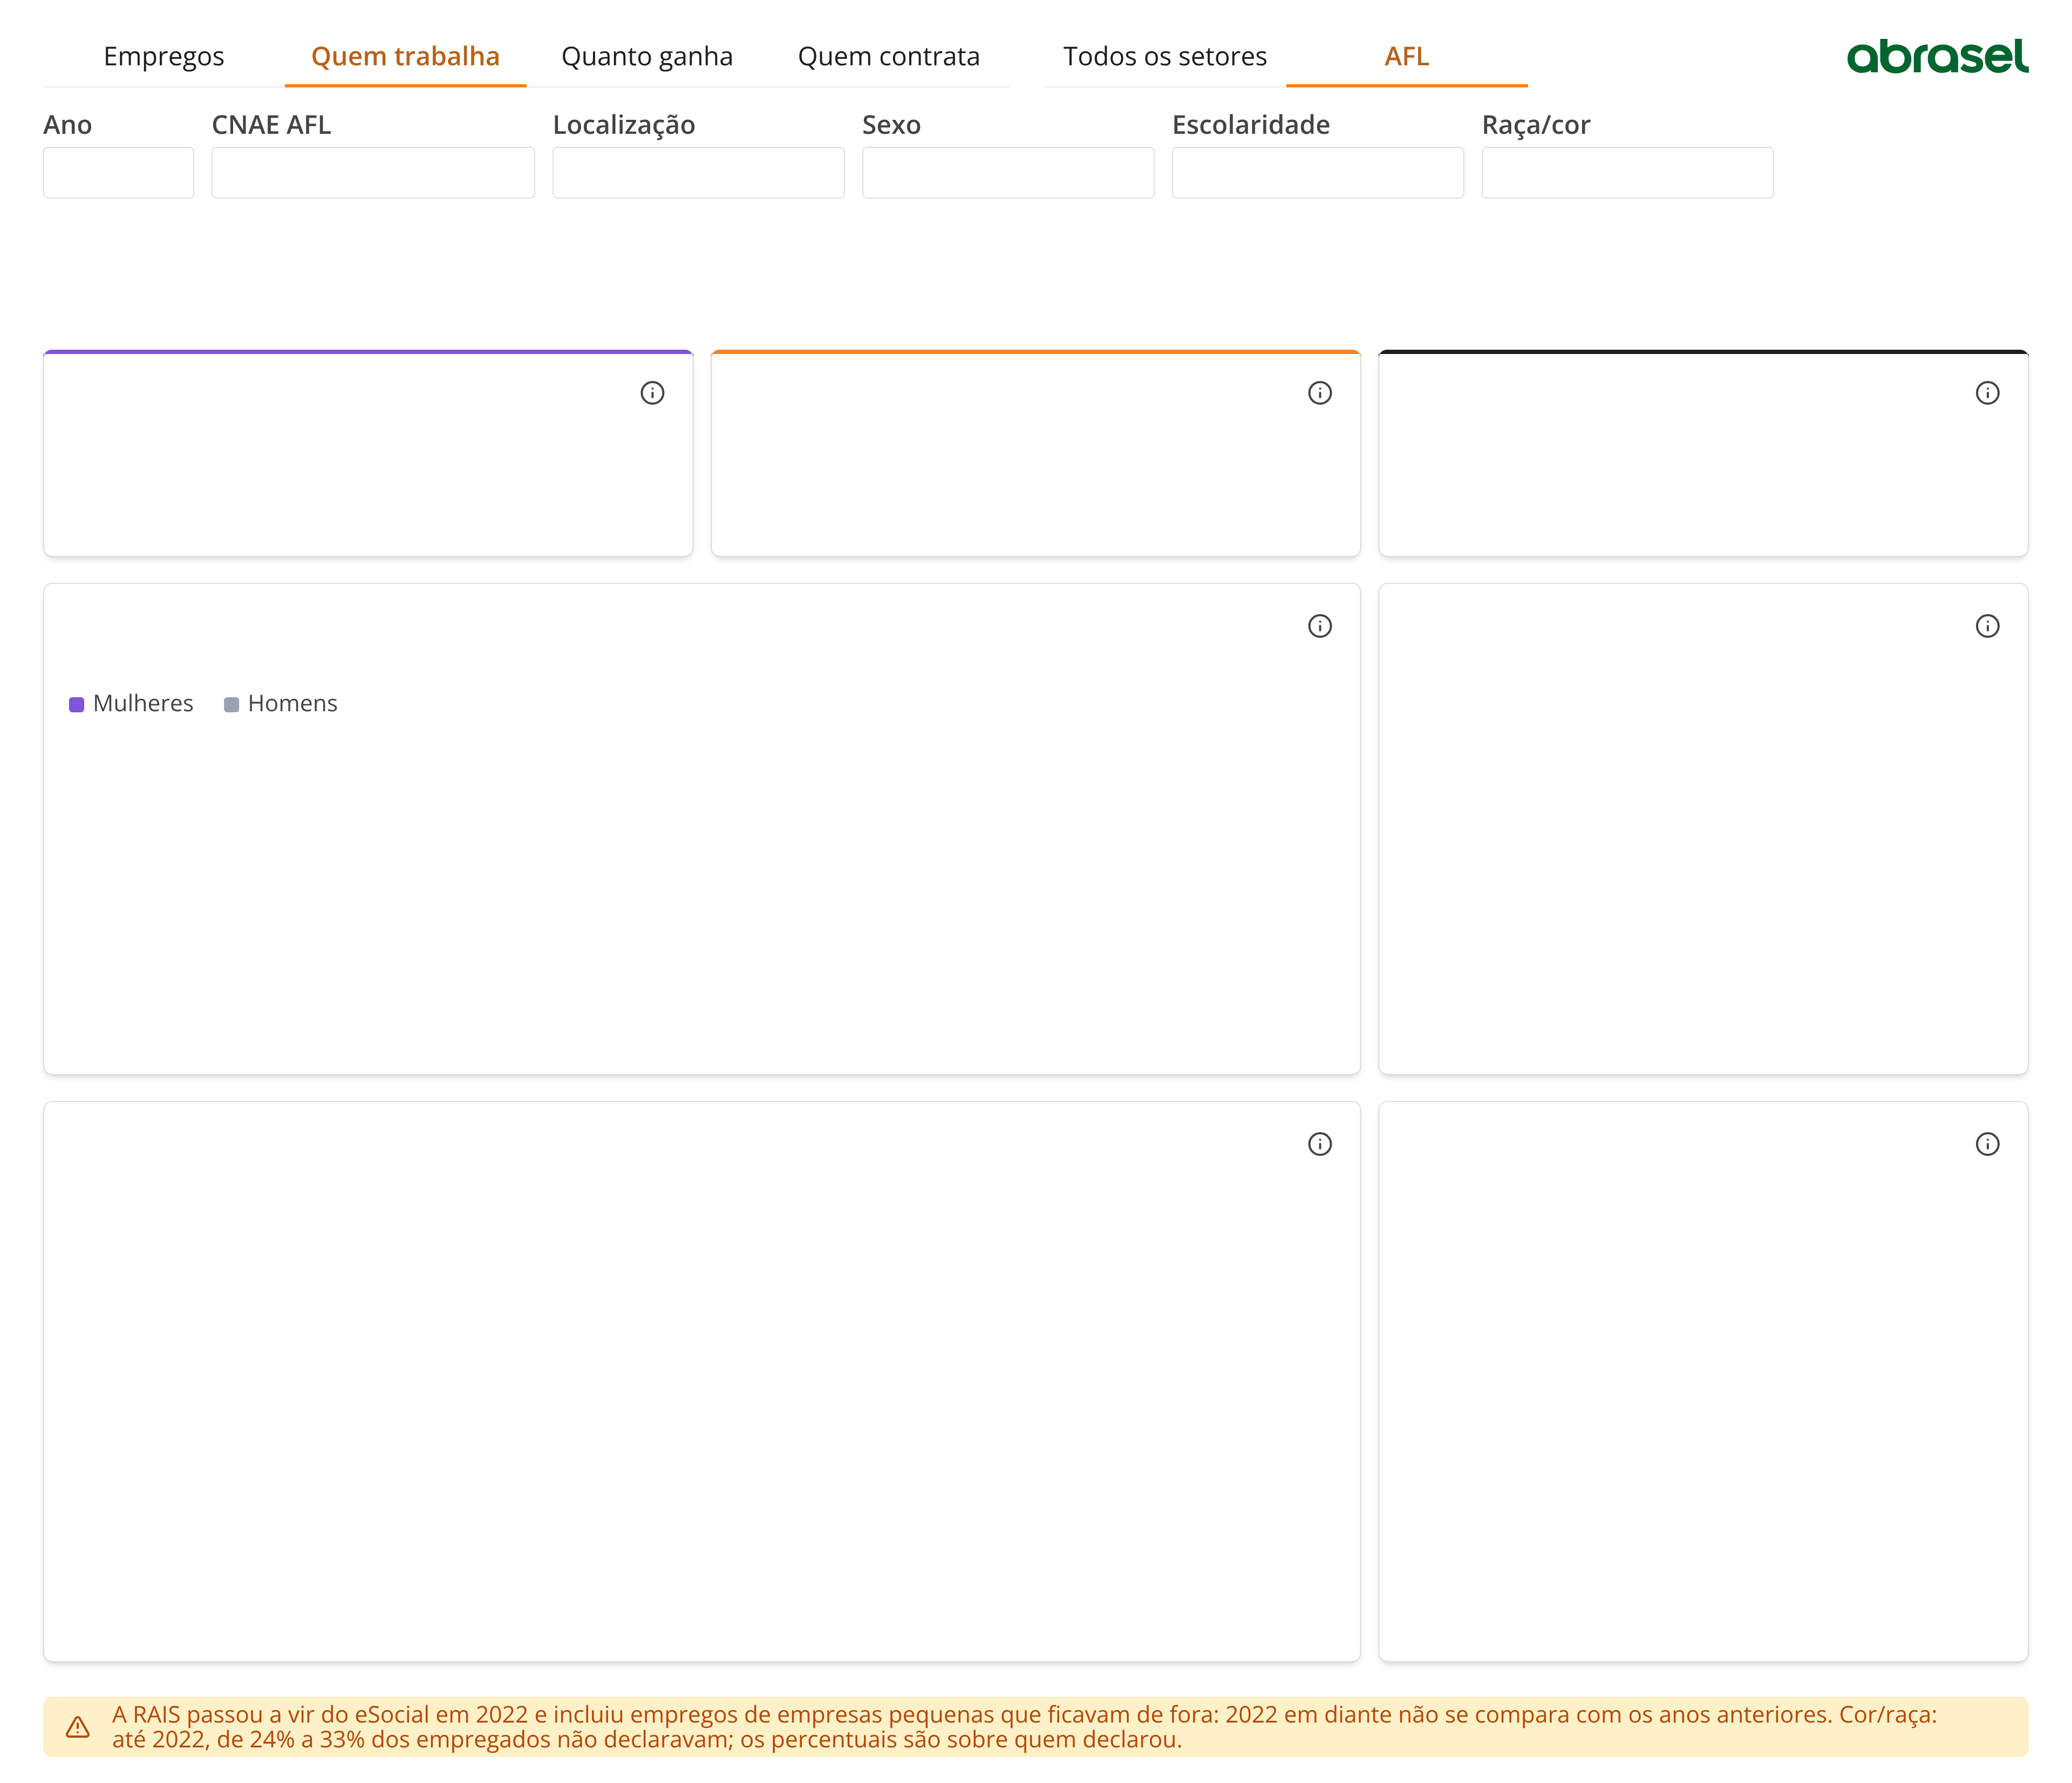 Empregos
Quem trabalha
Quanto ganha
Quem contrata
Todos os setores
AFL
abrasel
Ano
CNAE AFL
Localização
Sexo
Escolaridade
Raça/cor
Mulheres
Homens
A RAIS passou a vir do eSocial em 2022 e incluiu empregos de empresas pequenas que ficavam de fora: 2022 em diante não se compara com os anos anteriores. Cor/raça:
até 2022, de 24% a 33% dos empregados não declaravam; os percentuais são sobre quem declarou.